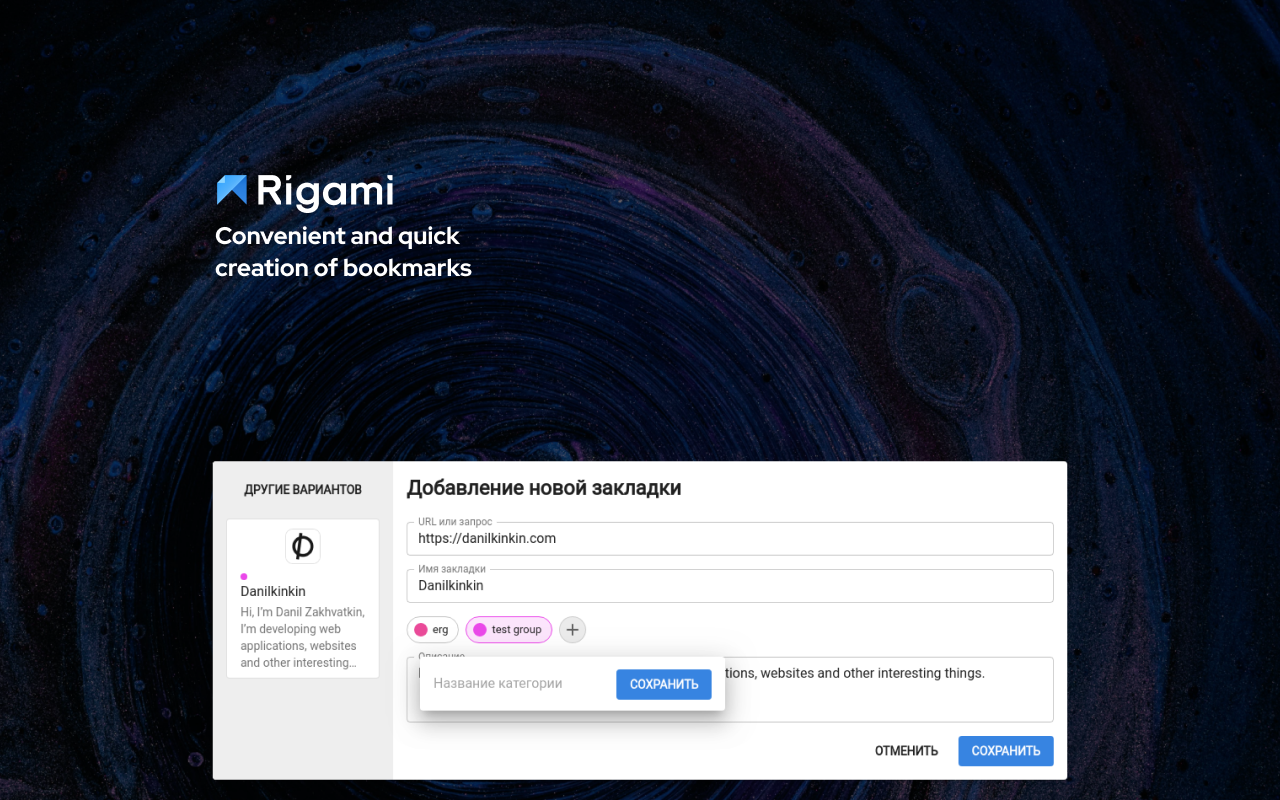 Rigami
Convenient and quick
creation of bookmarks
ДРУГИЕ ВАРИАНТОВ
Danilkinkin
Hi, I'm Danil Zakhvatkin,
I'm developing web
applications, websites
and other interesting...
Добавление новой закладки
URL или запрос
https://danilkinkin.com
Имя закладки
Danilkinkin
erg
test group
Описание
tions, websites and other interesting things.
Название категории
СОХРАНИТЬ
ОТМЕНИТЬ
СОХРАНИТЬ